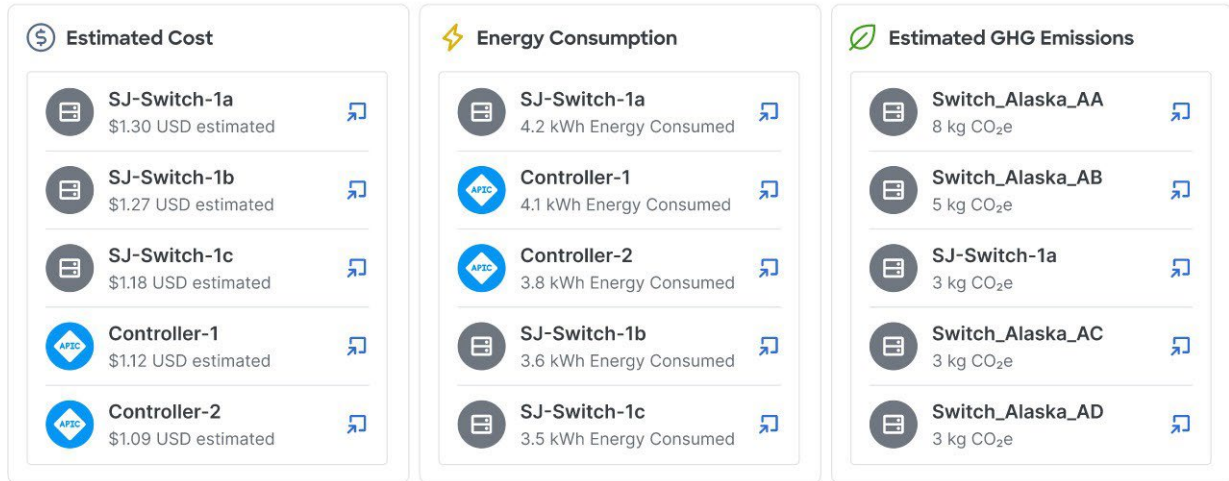 Estimated Cost
SJ-Switch-1a
$1.30 USD estimated
SJ-Switch-1b
$1.27 USD estimated
SJ-Switch-1c
$1.18 USD estimated
APIC
Controller-1
$1.12 USD estimated
APIC
Controller-2
$1.09 USD estimated
Energy Consumption
SJ-Switch-1a
4.2 kWh Energy Consumed
APIC
Controller-1
4.1 kWh Energy Consumed
APIC
Controller-2
3.8 kWh Energy Consumed
SJ-Switch-1b
3.6 kWh Energy Consumed
SJ-Switch-1c
3.5 kWh Energy Consumed
Estimated GHG Emissions
Switch_Alaska_AA
8 kg CO₂e
Switch_Alaska_AB
5 kg CO₂e
SJ-Switch-1a
3 kg CO₂e
Switch_Alaska_AC
3 kg CO₂e
Switch_Alaska_AD
3 kg CO₂e